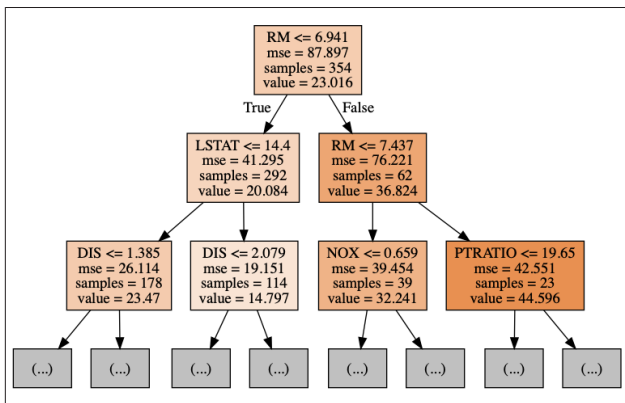 RM <= 6.941
mse = 87.897
samples = 354
value = 23.016
True
False
LSTAT <= 14.4
mse = 41.295
samples = 292
value = 20.084
RM <= 7.437
mse = 76.221
samples = 62
value = 36.824
DIS <= 1.385
mse = 26.114
samples = 178
value = 23.47
DIS <= 2.079
mse = 19.151
samples = 114
value = 14.797
NOX <= 0.659
mse = 39.454
samples = 39
value = 32.241
PTRATIO <= 19.65
mse = 42.551
samples = 23
value = 44.596
(...)
(...)
(...)
(...)
(...)
(...)
(...)
(...)